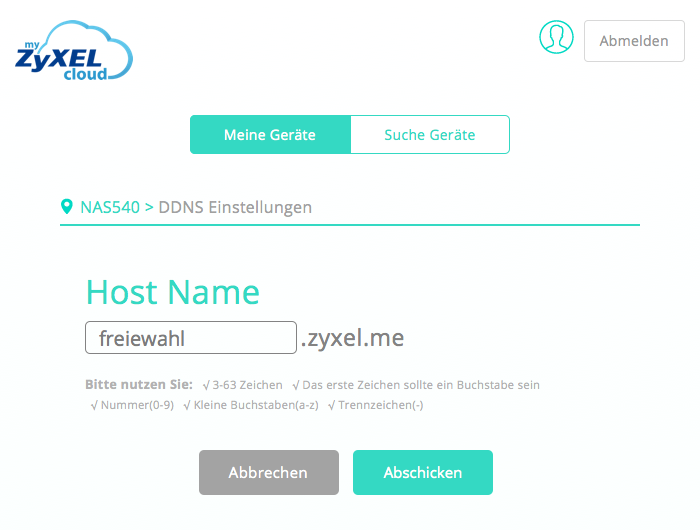 my
ZyXEL
cloud
Abmelden
Meine Geräte
Suche Geräte
NAS540 > DDNS Einstellungen
Host Name
freiewahl .zyxel.me
Bitte nutzen Sie: √ 3-63 Zeichen √ Das erste Zeichen sollte ein Buchstabe sein
√ Nummer(0-9) √ Kleine Buchstaben(a-z) √ Trennzeichen(-)
Abbrechen
Abschicken